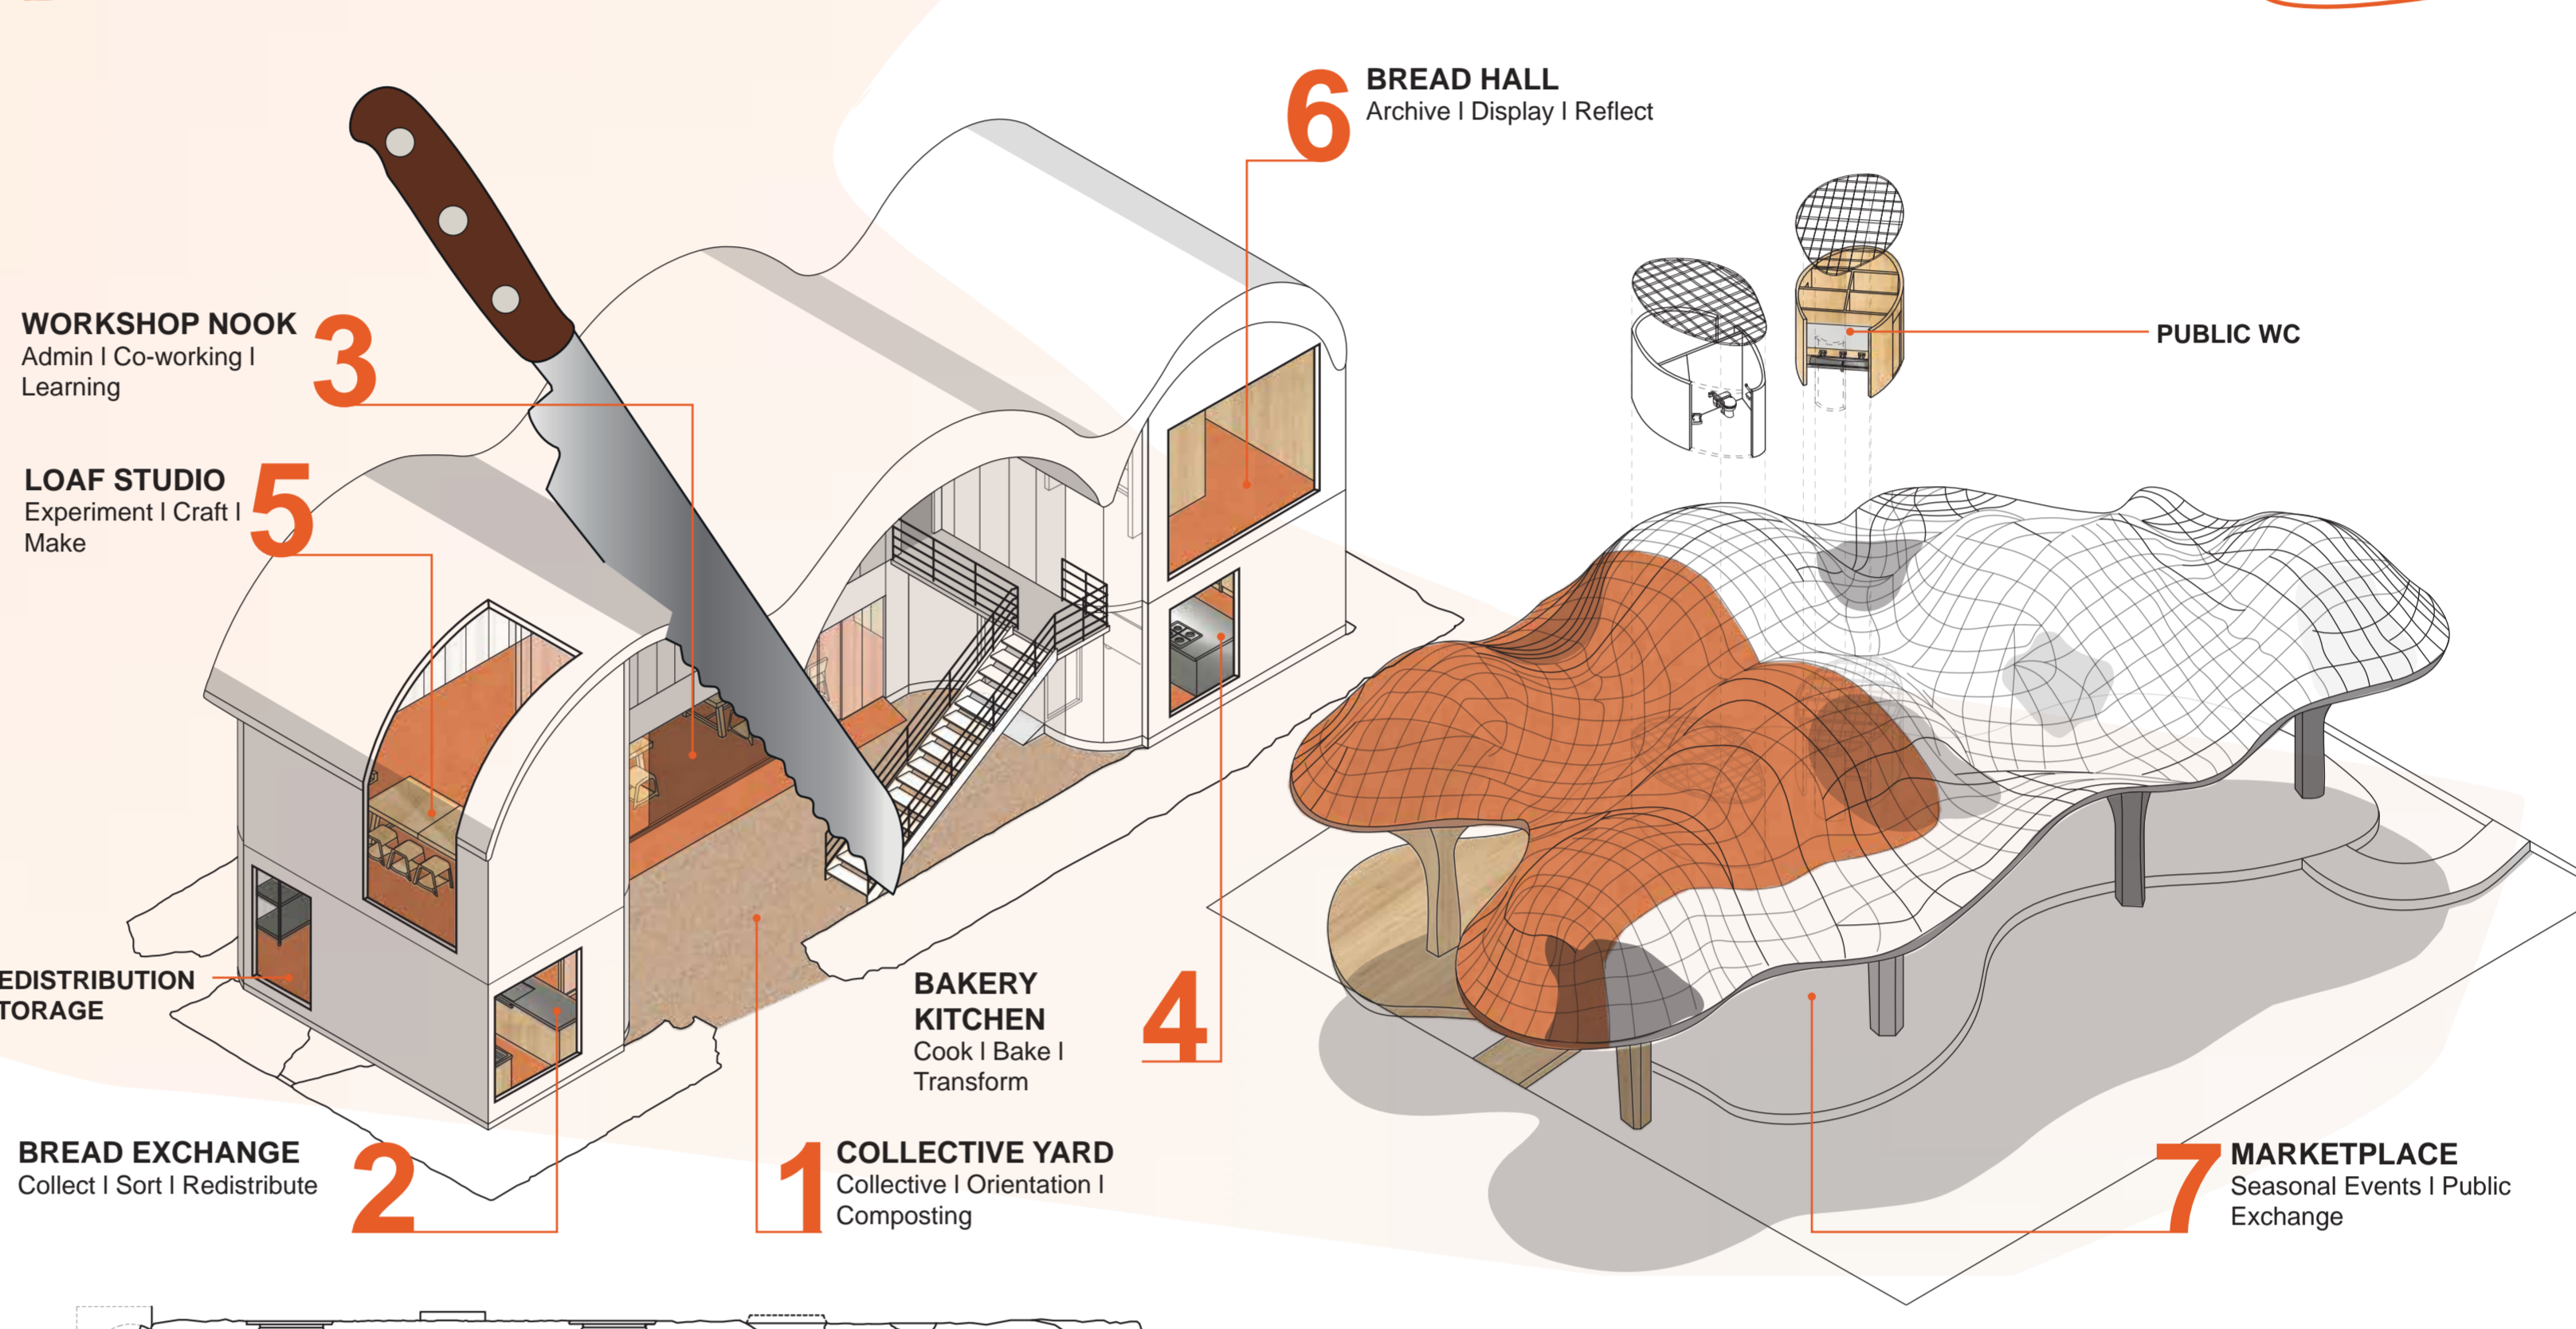 6
BREAD HALL
Archive I Display I Reflect
WORKSHOP NOOK
Admin I Co-working I
Learning
3
PUBLIC WC
LOAF STUDIO
Experiment I Craft I
Make
5
EDISTRIBUTION
TORAGE
BAKERY
KITCHEN
Cook I Bake I
Transform
4
BREAD EXCHANGE
Collect I Sort I Redistribute
2
1
COLLECTIVE YARD
Collective I Orientation I
Composting
7
MARKETPLACE
Seasonal Events I Public
Exchange